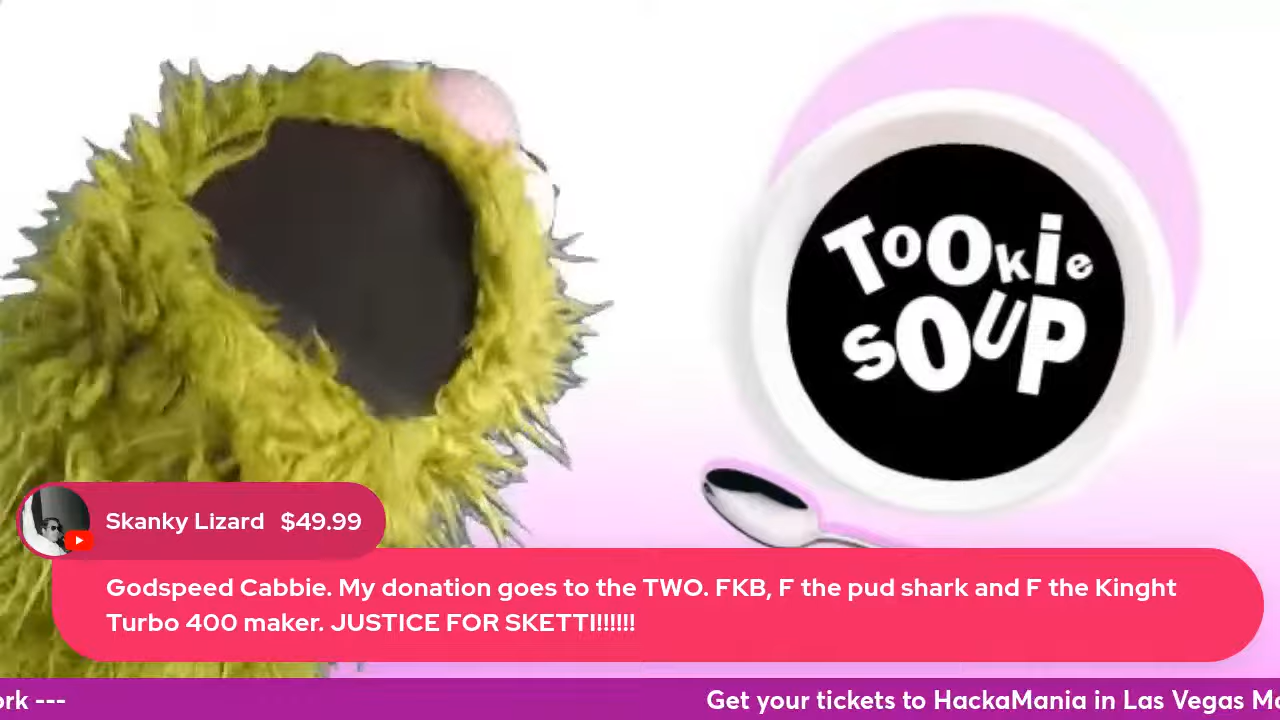 TOOKie
SOUP
Skanky Lizard $49.99
Godspeed Cabbie. My donation goes to the TWO. FKB, F the pud shark and F the Kinght
Turbo 400 maker. JUSTICE FOR SKETTI!!!!!!
ork --- Get your tickets to HackaMania in Las Vegas